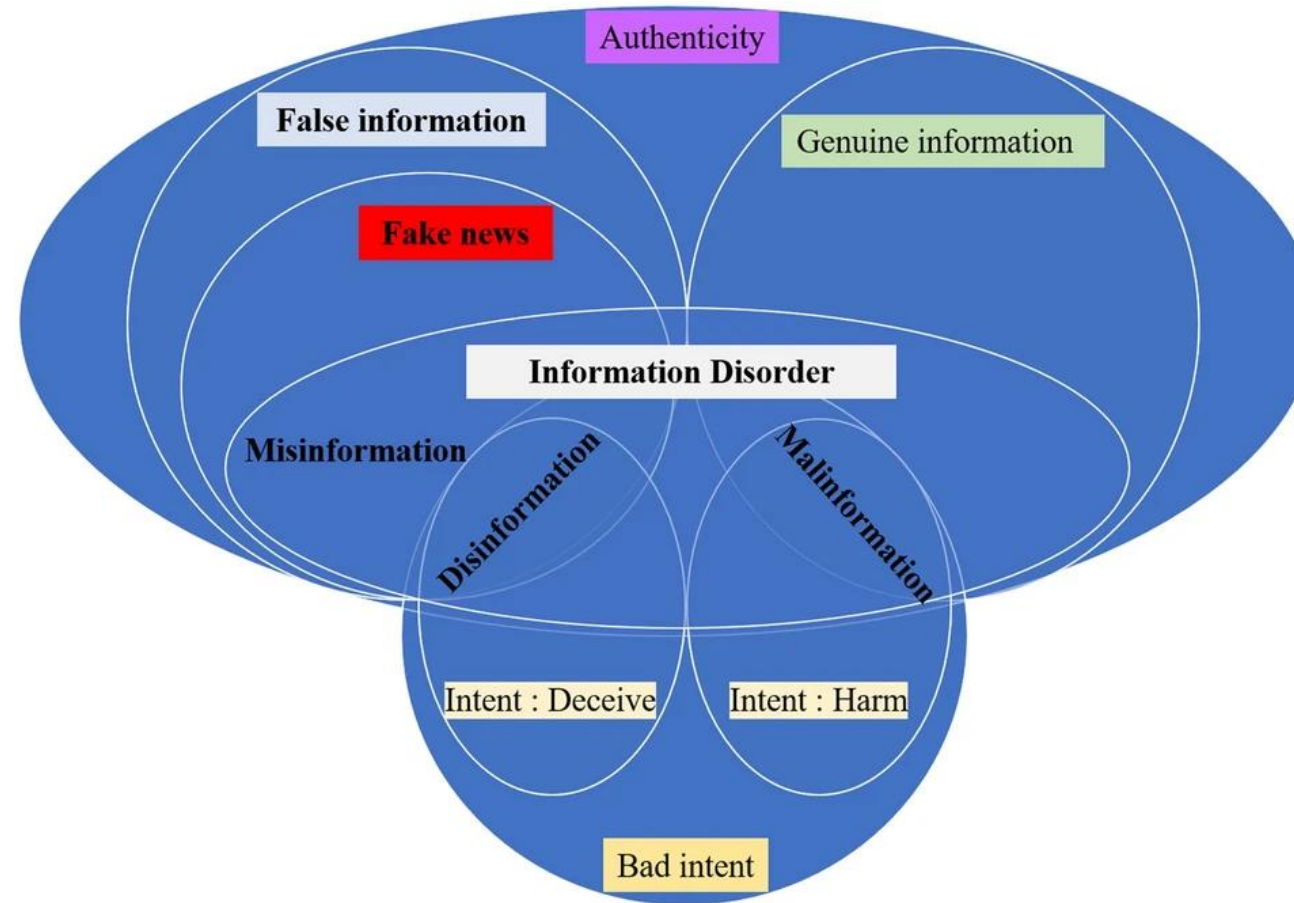 Authenticity
False information
Genuine information
Fake news
Information Disorder
Misinformation
Disinformation
Malinformation
Intent : Deceive
Intent : Harm
Bad intent